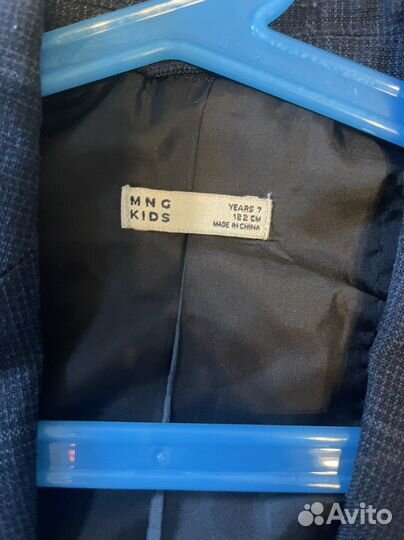 MNG
KIDS
YEARS 7
122 CM
MADE IN CHINA
Avito